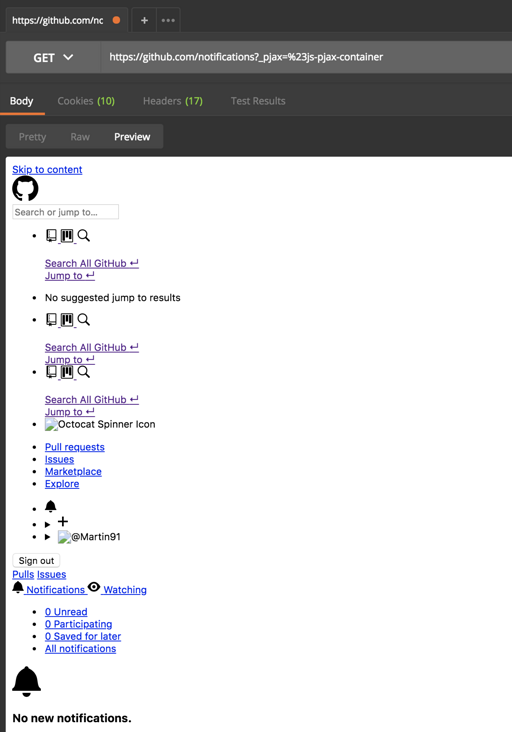 https://github.com/nc
GET
https://github.com/notifications?_pjax=%23js-pjax-container
Body Cookies (10) Headers (17) Test Results
Pretty Raw Preview
Skip to content
Search or jump to...
Search All GitHub ↵
Jump to ↵
No suggested jump to results
Search All GitHub ↵
Jump to ↵
Search All GitHub ↵
Jump to ↵
Octocat Spinner Icon
Pull requests
Issues
Marketplace
Explore
@Martin91
Sign out
Pulls Issues
Notifications Watching
0 Unread
0 Participating
0 Saved for later
All notifications
No new notifications.